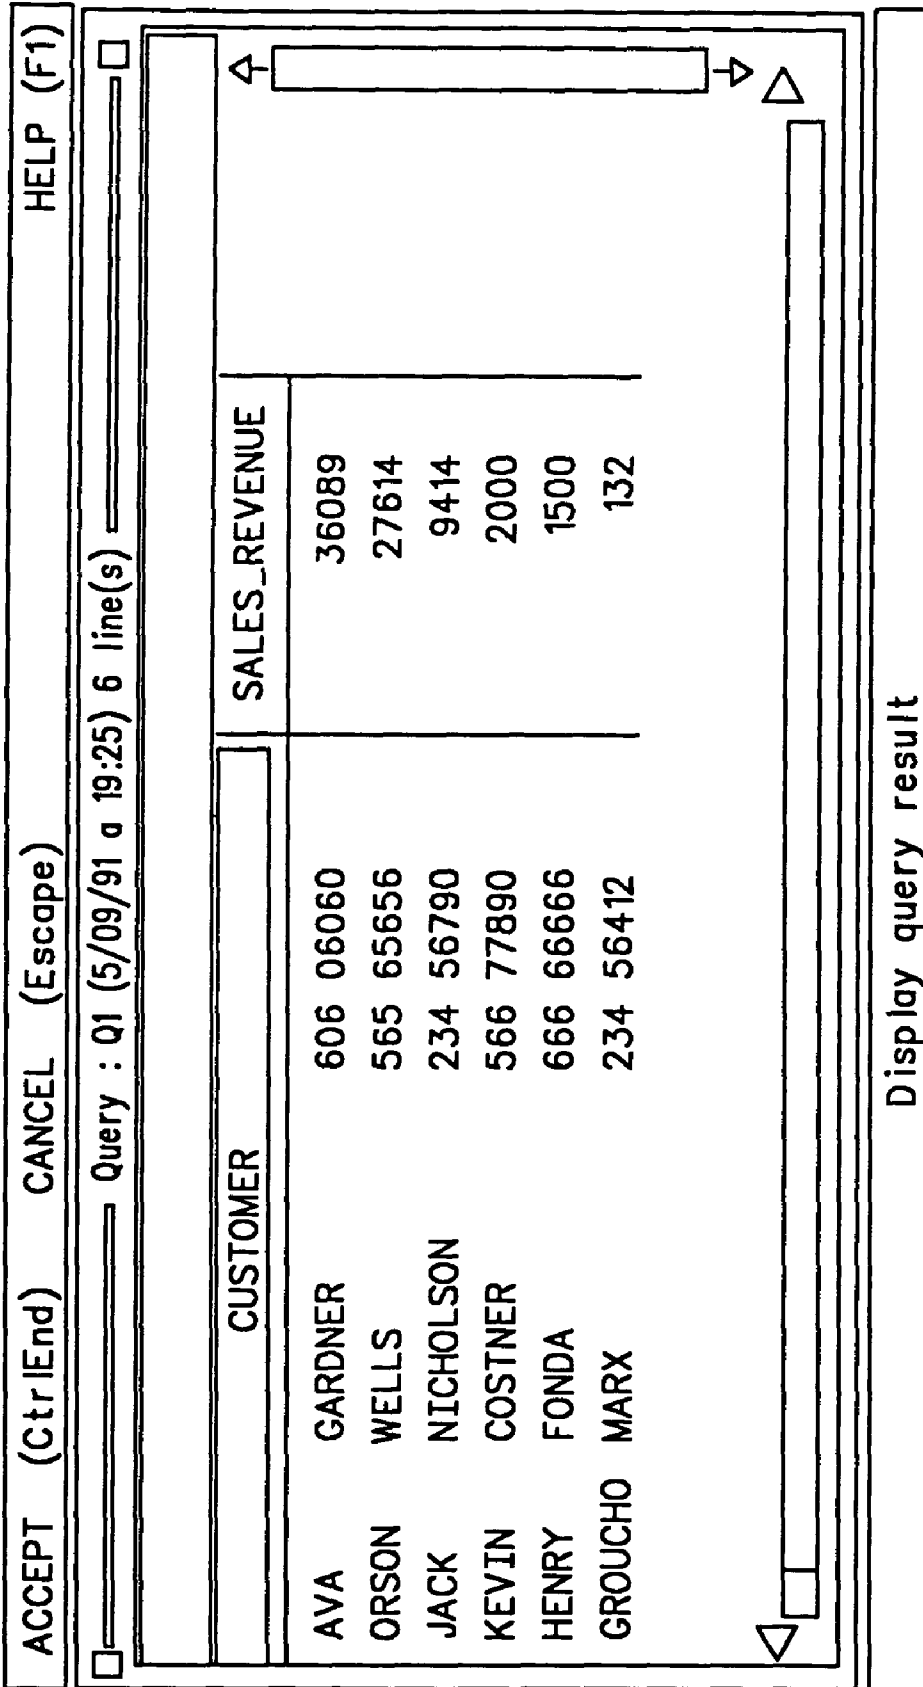 ACCEPT (CtrlEnd) CANCEL (Escape) HELP (F1)
Query : Q1 (5/09/91 a 19:25) 6 line(s)
CUSTOMER SALES_REVENUE
AVA GARDNER 606 06060 36089
ORSON WELLS 565 65656 27614
JACK NICHOLSON 234 56790 9414
KEVIN COSTNER 566 77890 2000
HENRY FONDA 666 66666 1500
GROUCHO MARX 234 56412 132
Display query result